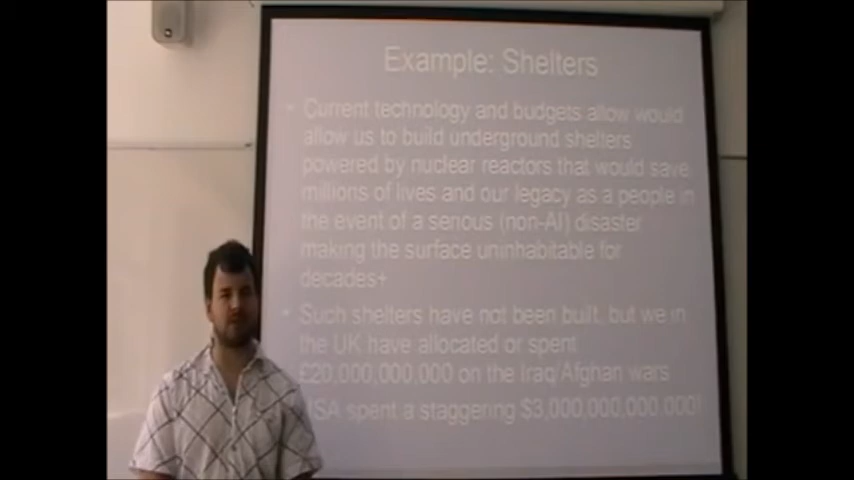 Example: Shelters
• Current technology and budgets allow would
allow us to build underground shelters
powered by nuclear reactors that would save
millions of lives and our legacy as a people in
the event of a serious (non-AI) disaster
making the surface uninhabitable for
decades+
• Such shelters have not been built, but we in
the UK have allocated or spent
£20,000,000,000 on the Iraq/Afghan wars
USA spent a staggering $3,000,000,000,000!